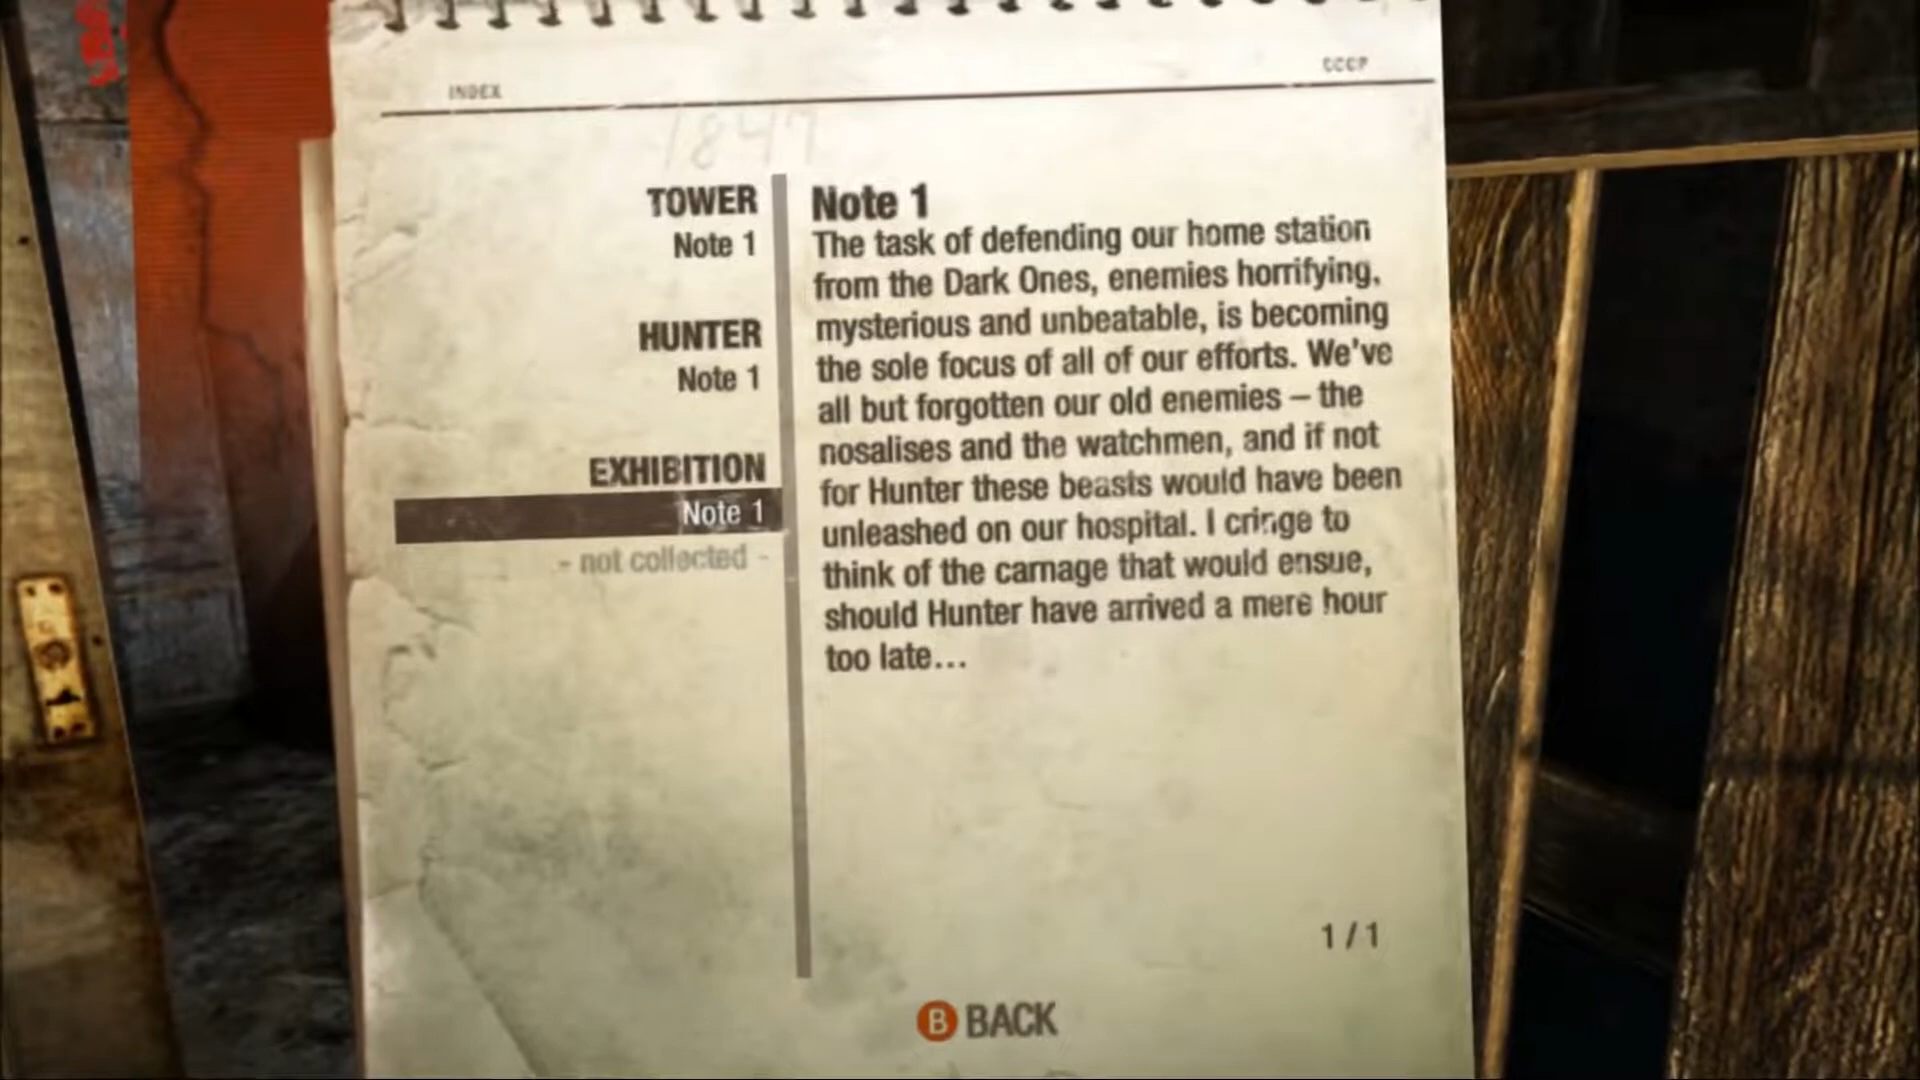 INDEX
CCCP
1847
TOWER
Note 1
HUNTER
Note 1
EXHIBITION
Note 1
- not collected -
Note 1
The task of defending our home station
from the Dark Ones, enemies horrifying,
mysterious and unbeatable, is becoming
the sole focus of all of our efforts. We've
all but forgotten our old enemies – the
nosalises and the watchmen, and if not
for Hunter these beasts would have been
unleashed on our hospital. I cringe to
think of the carnage that would ensue,
should Hunter have arrived a mere hour
too late...
1 / 1
B BACK